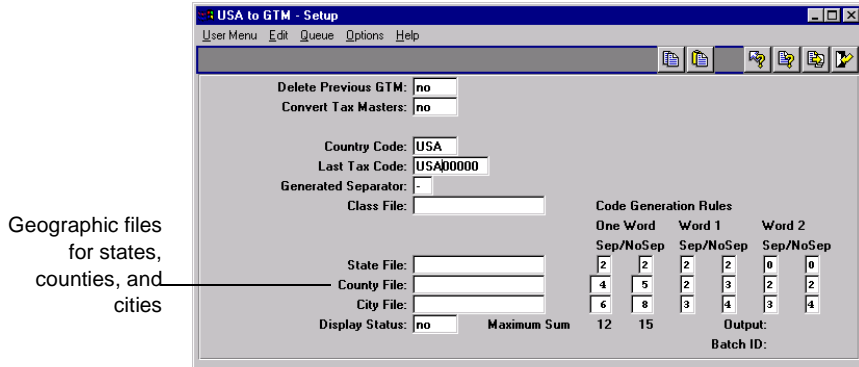 USA to GTM - Setup
User Menu Edit Queue Options Help
Delete Previous GTM: no
Convert Tax Masters: no
Country Code: USA
Last Tax Code: USA00000
Generated Separator: -
Class File:
Code Generation Rules
One Word Word 1 Word 2
Sep/NoSep Sep/NoSep Sep/NoSep
State File: 2 2 2 2 0 0
County File: 4 5 2 3 2 2
City File: 6 8 3 4 3 4
Display Status: no Maximum Sum 12 15 Output:
Batch ID:
Geographic files
for states,
counties, and
cities